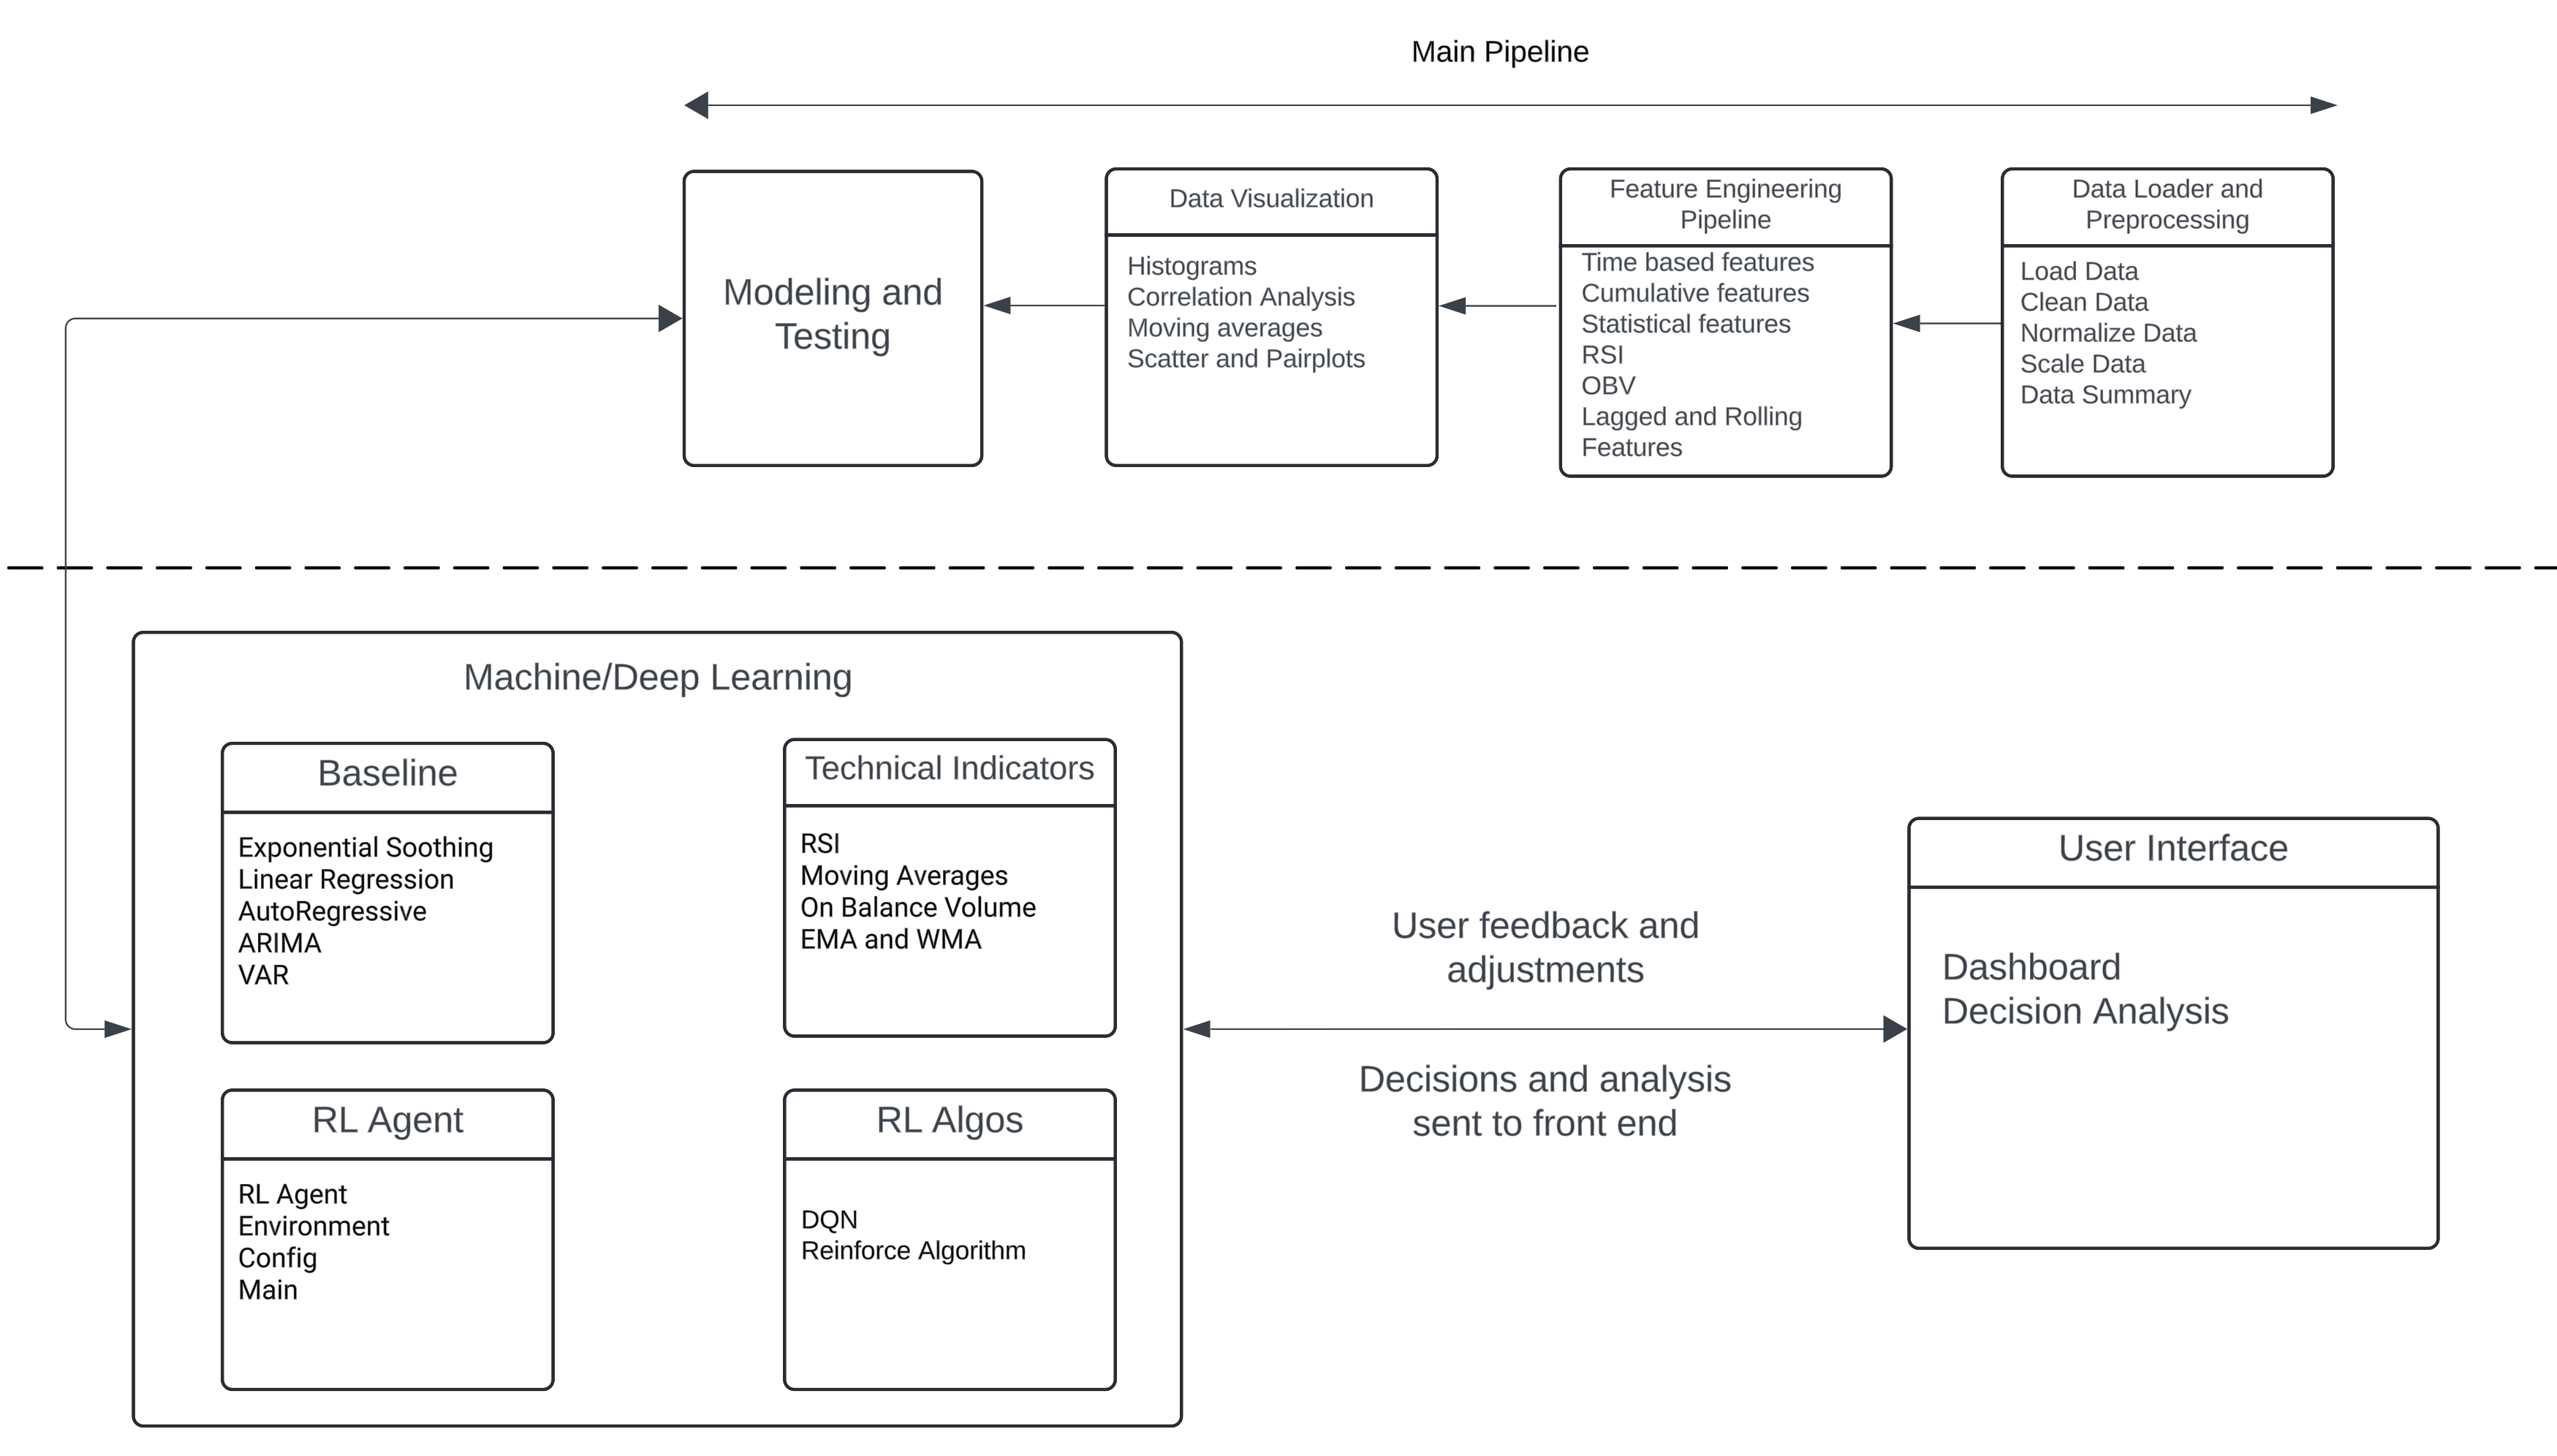 Main Pipeline
Modeling and
Testing
Data Visualization
Histograms
Correlation Analysis
Moving averages
Scatter and Pairplots
Feature Engineering
Pipeline
Time based features
Cumulative features
Statistical features
RSI
OBV
Lagged and Rolling
Features
Data Loader and
Preprocessing
Load Data
Clean Data
Normalize Data
Scale Data
Data Summary
Machine/Deep Learning
Baseline
Exponential Soothing
Linear Regression
AutoRegressive
ARIMA
VAR
Technical Indicators
RSI
Moving Averages
On Balance Volume
EMA and WMA
RL Agent
RL Agent
Environment
Config
Main
RL Algos
DQN
Reinforce Algorithm
User feedback and
adjustments
Decisions and analysis
sent to front end
User Interface
Dashboard
Decision Analysis